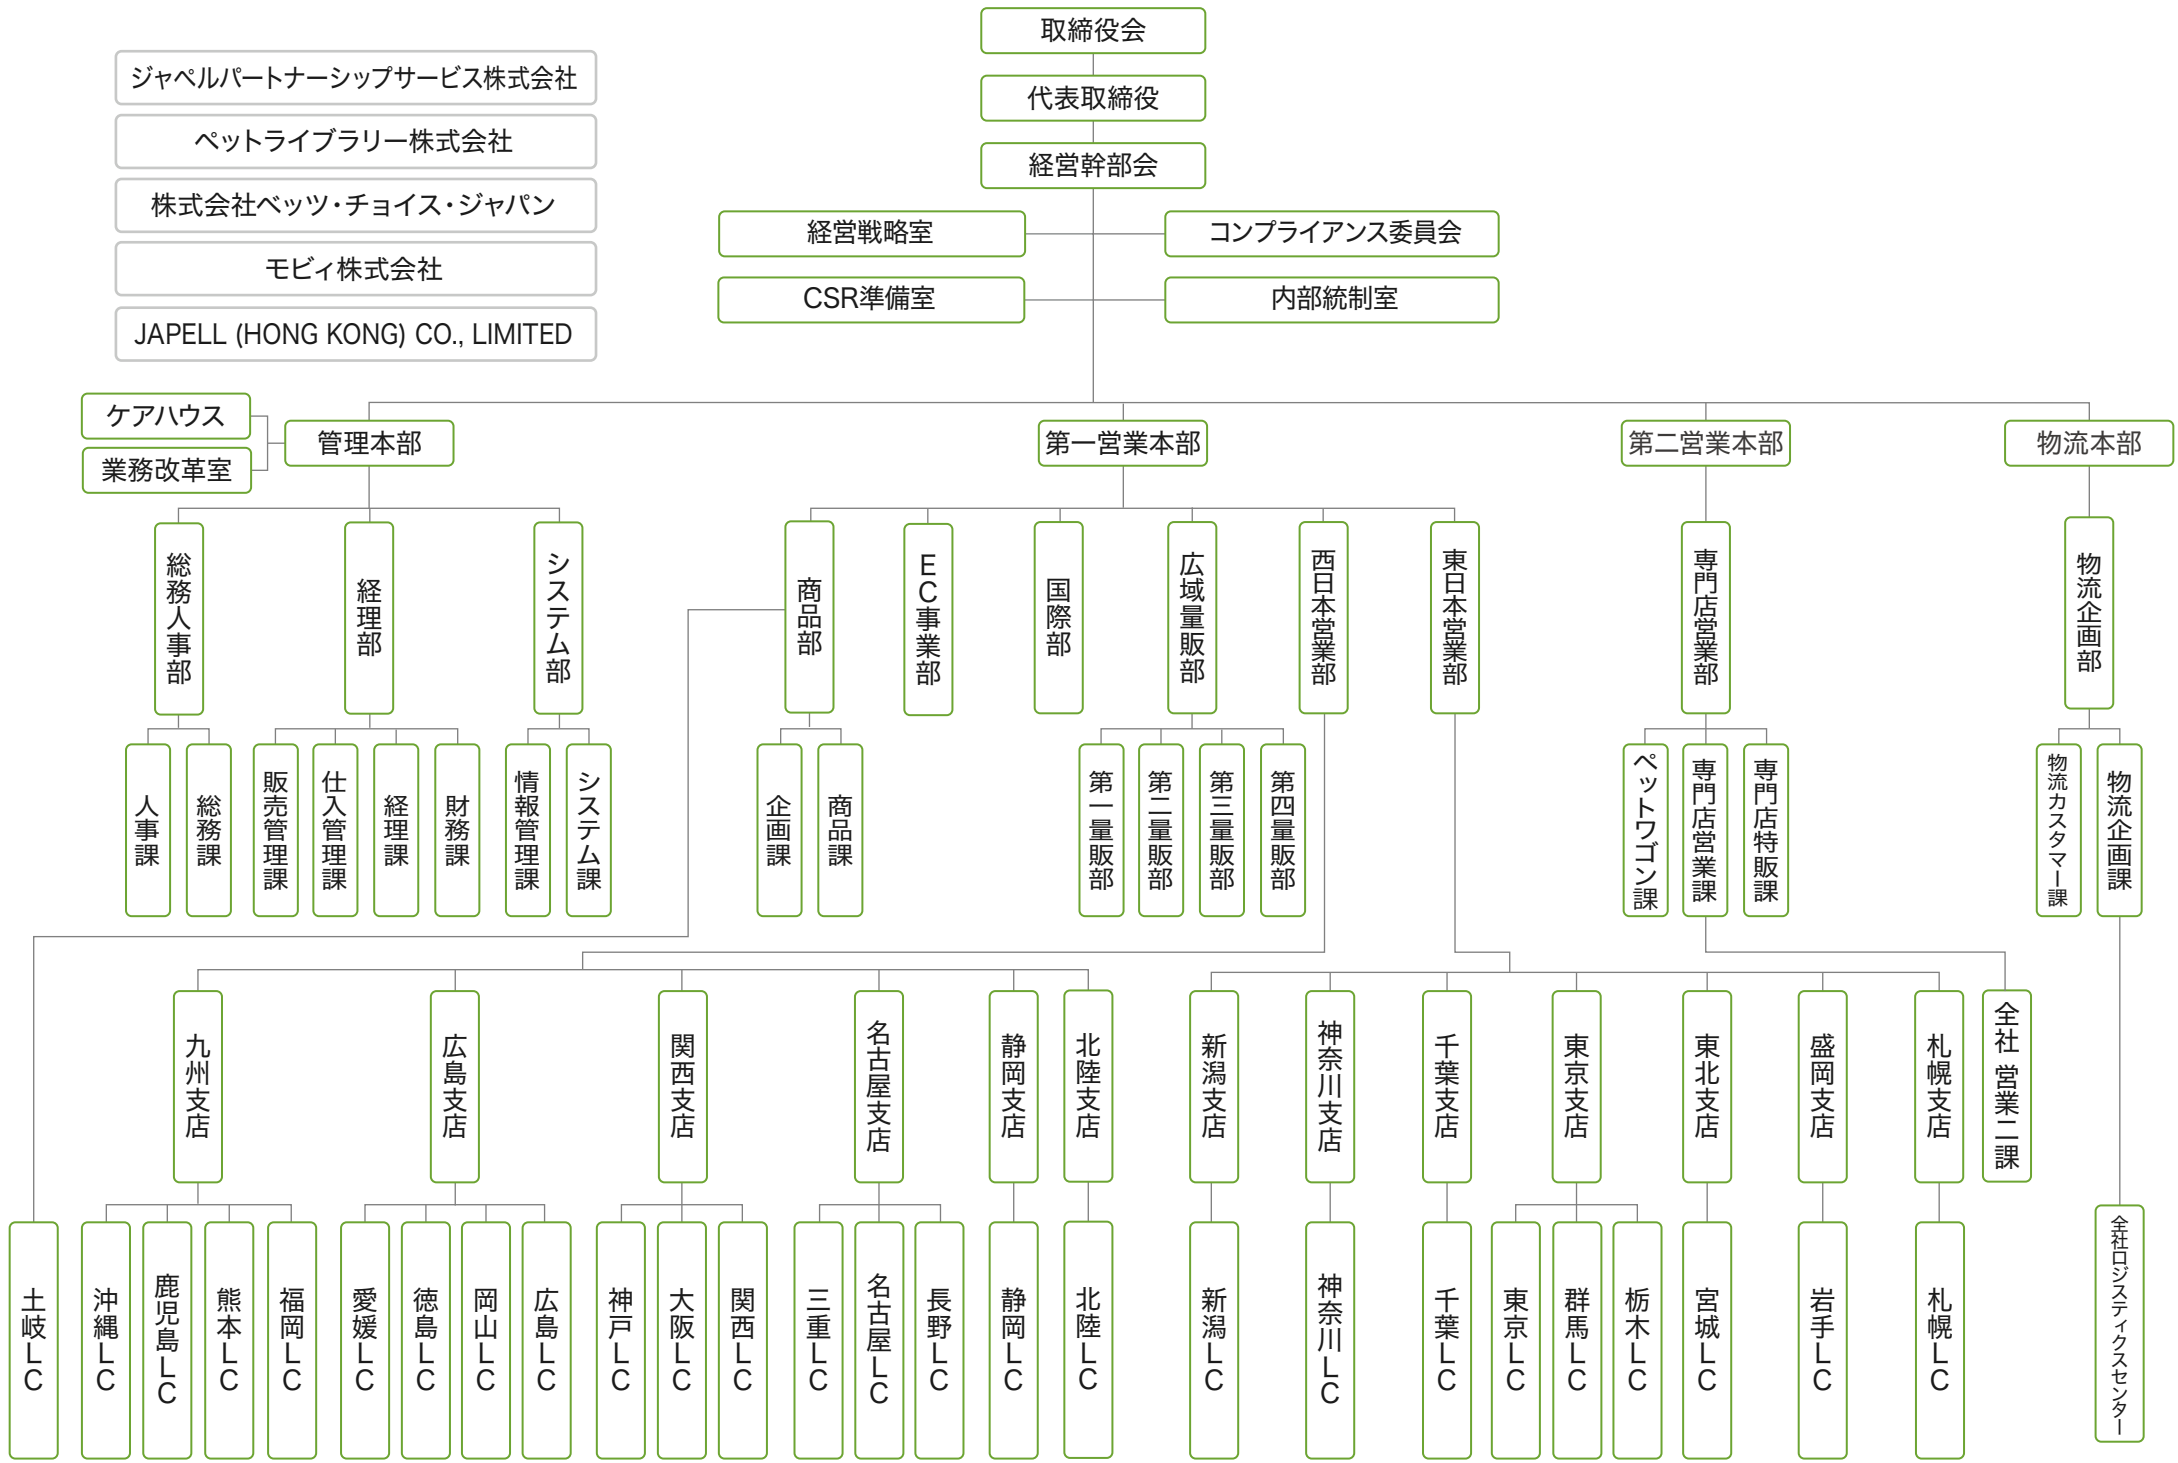 取締役会
代表取締役
経営幹部会
ジャペルパートナーシップサービス株式会社
ペットライブラリー株式会社
株式会社ベッツ・チョイス・ジャパン
モビィ株式会社
JAPELL (HONG KONG) CO., LIMITED
経営戦略室
コンプライアンス委員会
CSR準備室
内部統制室
ケアハウス
業務改革室
管理本部
第一営業本部
第二営業本部
物流本部
総務人事部
経理部
システム部
商品部
EC事業部
国際部
広域量販部
西日本営業部
東日本営業部
専門店営業部
物流企画部
人事課
総務課
販売管理課
仕入管理課
経理課
財務課
情報管理課
システム課
企画課
商品課
第一量販部
第二量販部
第三量販部
第四量販部
ペットワゴン課
専門店営業課
専門店特販課
物流カスタマー課
物流企画課
九州支店
広島支店
関西支店
名古屋支店
静岡支店
北陸支店
新潟支店
神奈川支店
千葉支店
東京支店
東北支店
盛岡支店
札幌支店
全社 営業二課
土岐LC
沖縄LC
鹿児島LC
熊本LC
福岡LC
愛媛LC
徳島LC
岡山LC
広島LC
神戸LC
大阪LC
関西LC
三重LC
名古屋LC
長野LC
静岡LC
北陸LC
新潟LC
神奈川LC
千葉LC
東京LC
群馬LC
栃木LC
宮城LC
岩手LC
札幌LC
全社ロジスティクスセンター